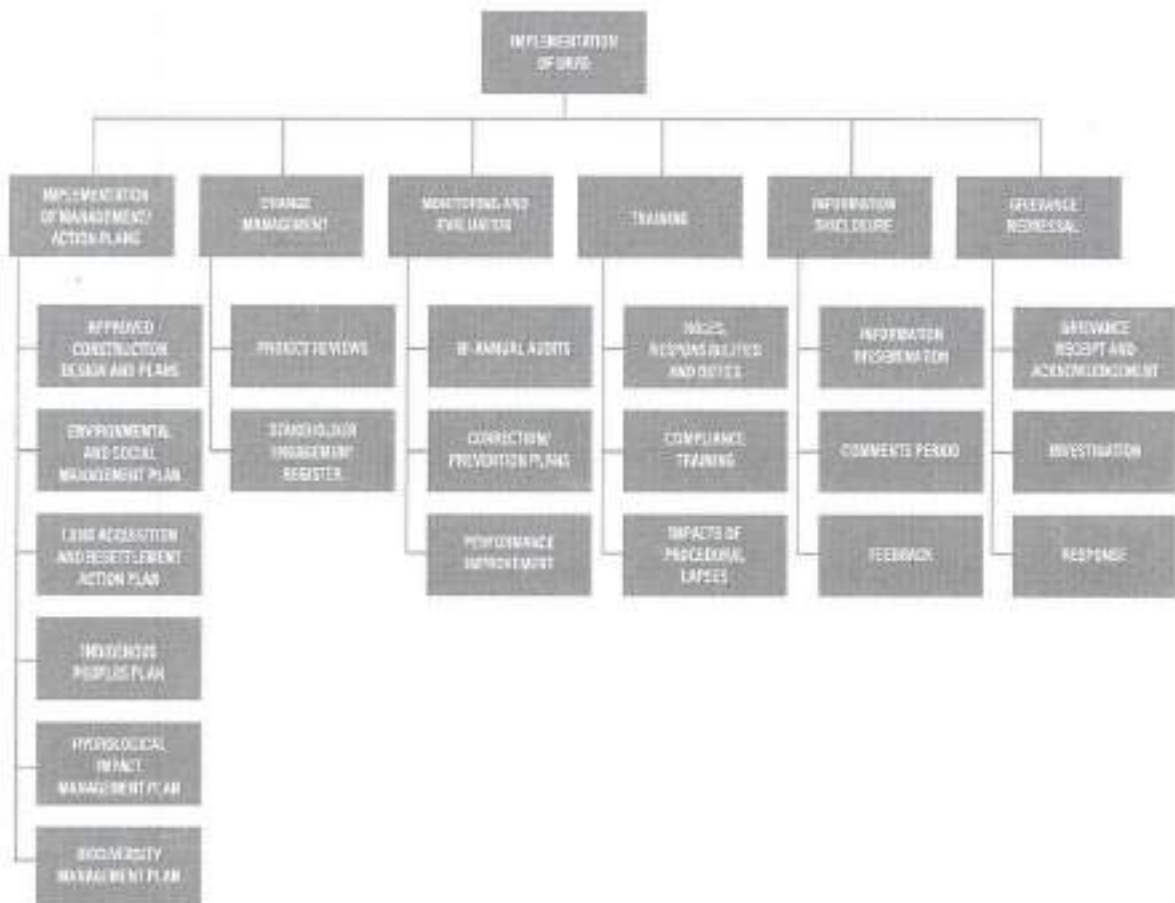 IMPLEMENTATION
OF
IMPLEMENTATION
OF MANAGEMENT/
ACTION PLANS
CHANGE
MANAGEMENT
MONITORING AND
EVALUATION
TRAINING
INFORMATION
DISCLOSURE
GRIEVANCE
REDRESSAL
APPROVED
CONSTRUCTION
DESIGN AND PLANS
ENVIRONMENTAL
AND SOCIAL
MANAGEMENT PLAN
LAND ACQUISITION
AND RESETTLEMENT
ACTION PLAN
INDIGENOUS
PEOPLES PLAN
HYDROLOGICAL
IMPACT
MANAGEMENT PLAN
BIODIVERSITY
MANAGEMENT PLAN
PROJECT REVIEWS
STAKEHOLDER
ENGAGEMENT
REGISTER
BI-ANNUAL AUDITS
CORRECTION/
PREVENTION PLANS
PERFORMANCE
IMPROVEMENT
ROLES,
RESPONSIBILITIES
AND DUTIES
COMPLIANCE
TRAINING
IMPACTS OF
PROCEDURAL
LAPSES
INFORMATION
DISSEMINATION
COMMENTS PERIOD
FEEDBACK
GRIEVANCE
RECEIPT AND
ACKNOWLEDGEMENT
INVESTIGATION
RESPONSE